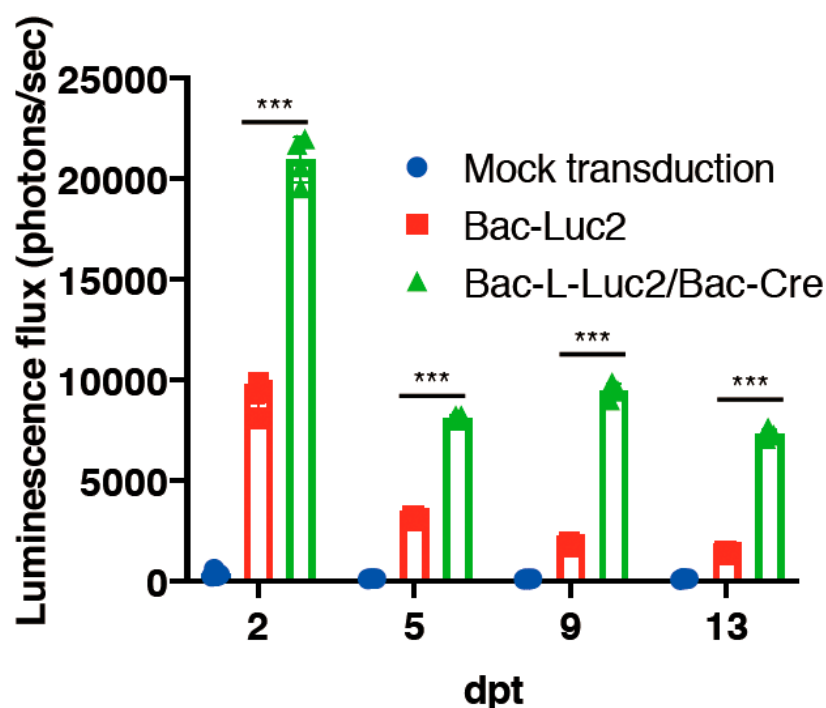 Luminescence flux (photons/sec)
25000
20000
15000
10000
5000
0
***
***
***
***
Mock transduction
Bac-Luc2
Bac-L-Luc2/Bac-Cre
2 5 9 13
dpt